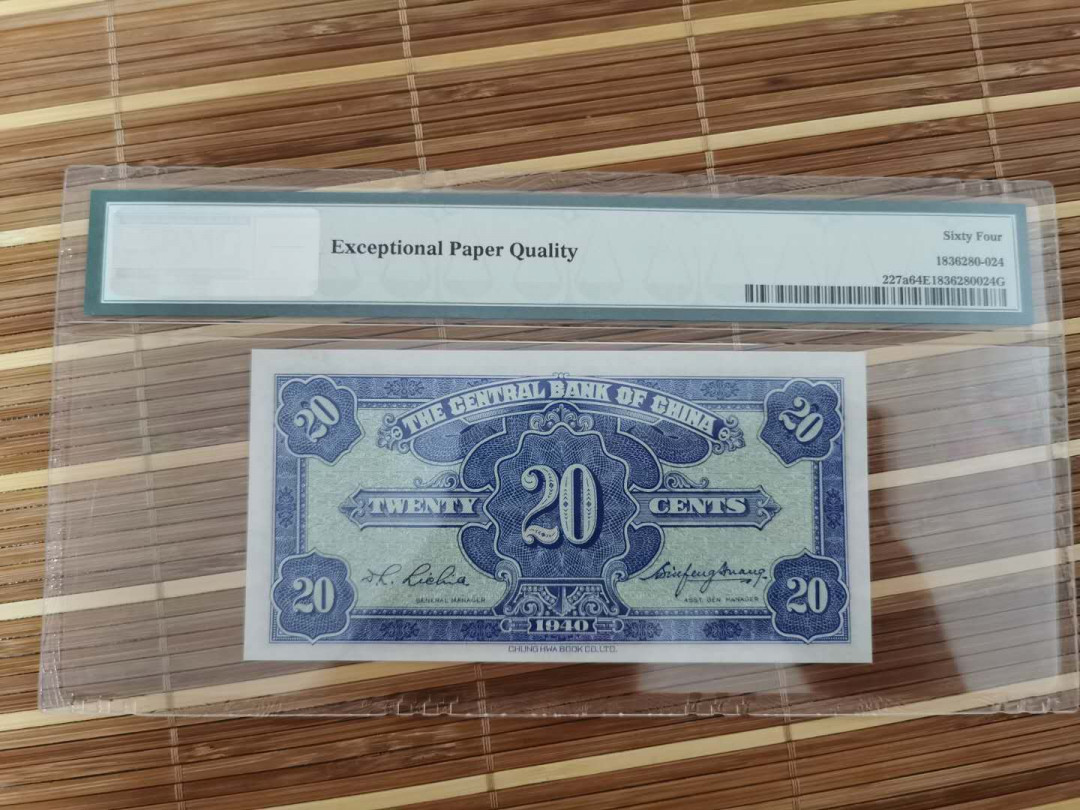 Exceptional Paper Quality
Sixty Four
1836280-024
227a64E1836280024G
THE CENTRAL BANK OF CHINA
20
20
TWENTY
20
CENTS
GENERAL MANAGER
ASST. GEN. MANAGER
20
20
1940
CHUNG HWA BOOK CO., LTD.